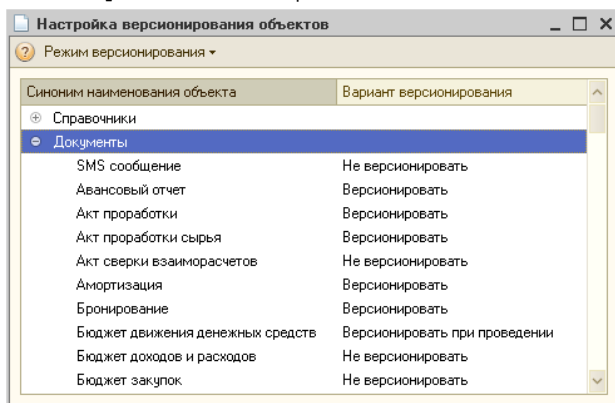 Настройка версионирования объектов
Режим версионирования
Синоним наименования объекта Вариант версионирования
Справочники
Документы
SMS сообщение Не версионировать
Авансовый отчет Версионировать
Акт проработки Версионировать
Акт проработки сырья Версионировать
Акт сверки взаиморасчетов Не версионировать
Амортизация Версионировать
Бронирование Версионировать
Бюджет движения денежных средств Версионировать при проведении
Бюджет доходов и расходов Не версионировать
Бюджет закупок Не версионировать